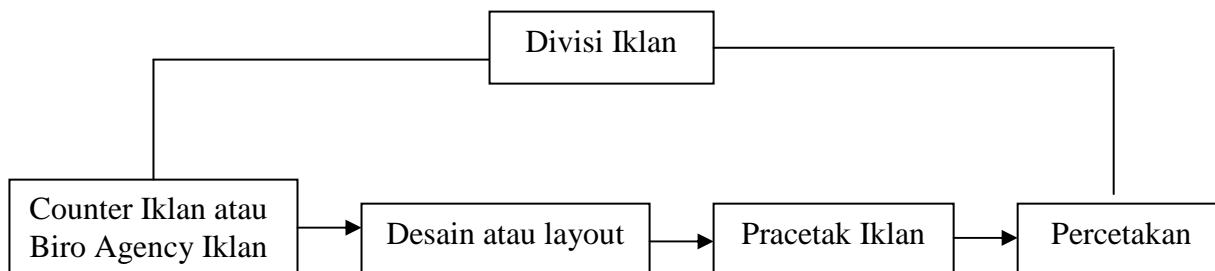 Divisi Iklan
Counter Iklan atau
Biro Agency Iklan
Desain atau layout
Pracetak Iklan
Percetakan